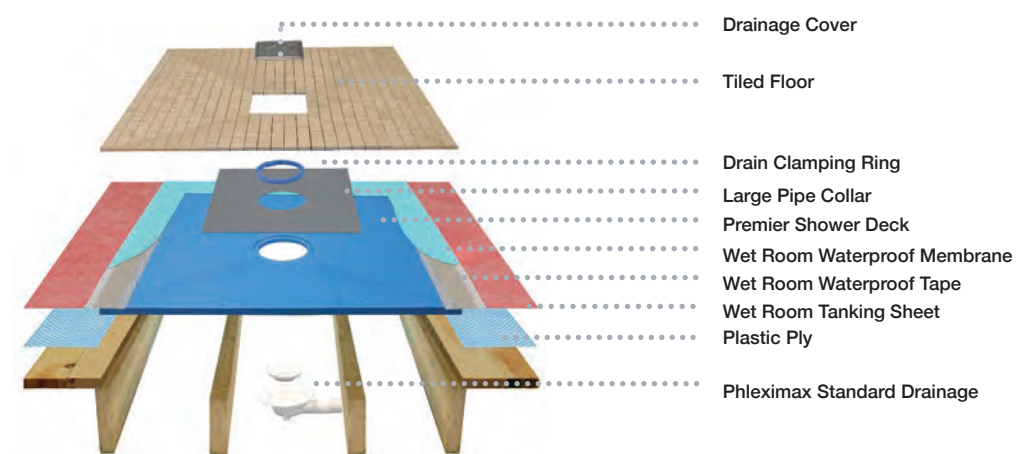 Drainage Cover
Tiled Floor
Drain Clamping Ring
Large Pipe Collar
Premier Shower Deck
Wet Room Waterproof Membrane
Wet Room Waterproof Tape
Wet Room Tanking Sheet
Plastic Ply
Phleximax Standard Drainage